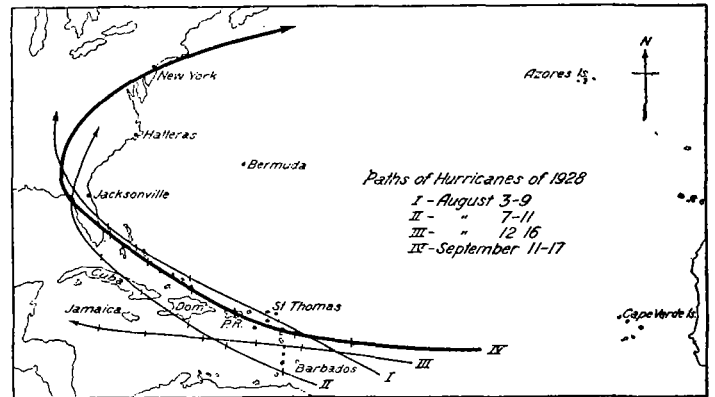 N
Azores Is.
New York
Halteras
Bermuda
Paths of Hurricanes of 1928
I - August 3-9
II - " 7-11
III - " 12 16
IV - September 11-17
Jacksonville
Cuba
St Thomas
Jamaica
Dom.
P.R.
Cape Verde Is.
IV
III
Barbados
I
II